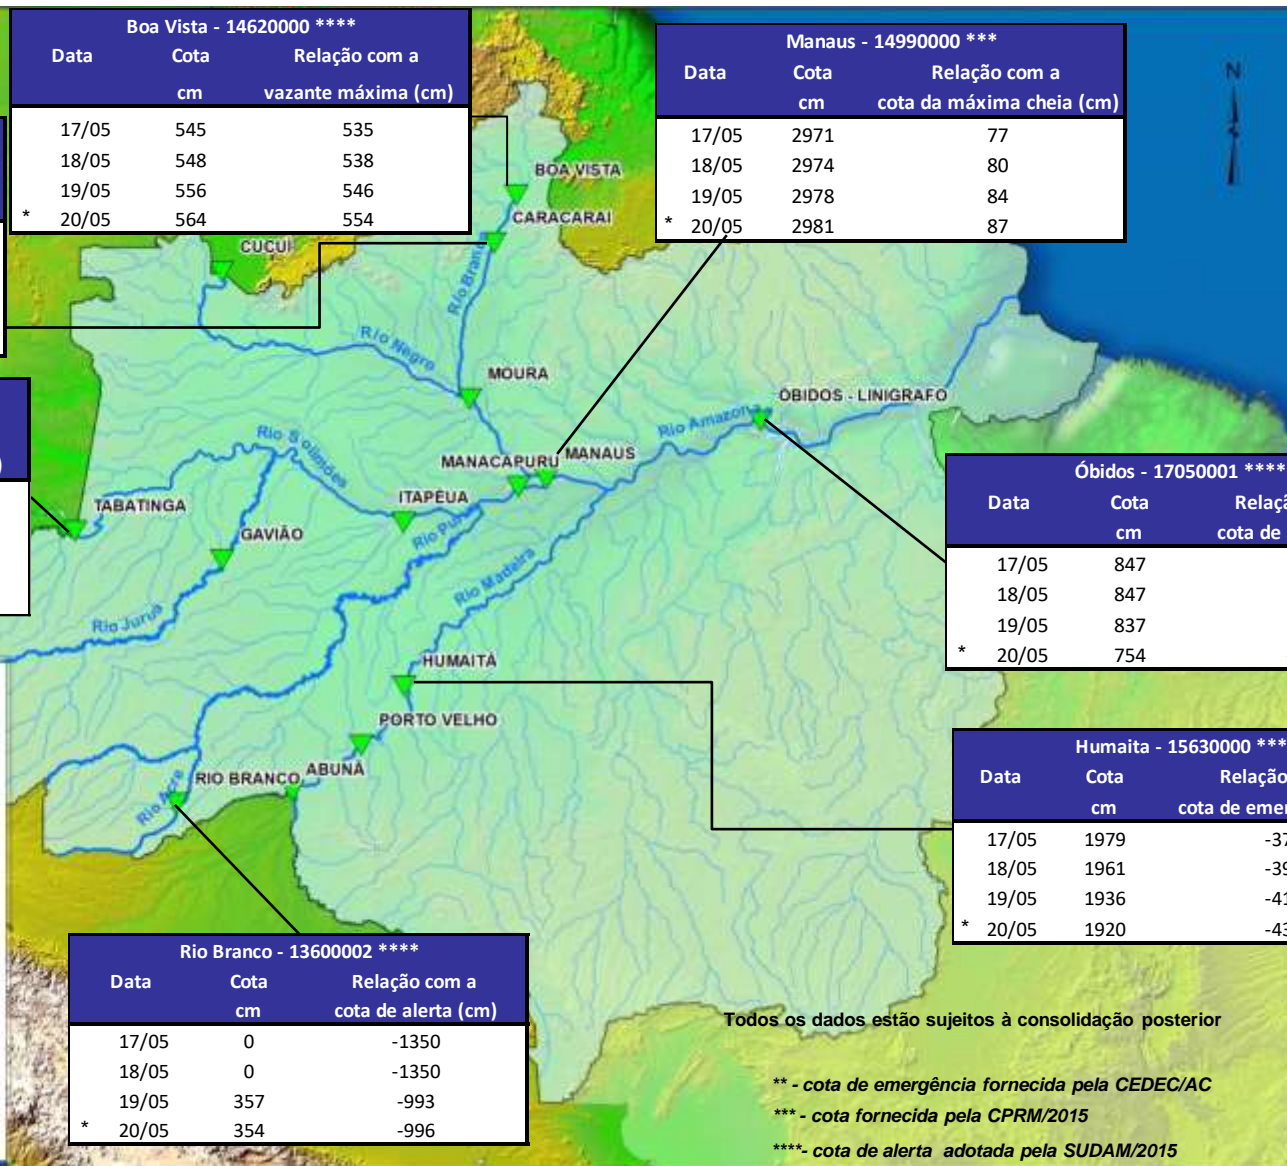 Boa Vista - 14620000 ****
Data Cota Relação com a
cm vazante máxima (cm)
17/05 545 535
18/05 548 538
19/05 556 546
* 20/05 564 554
Manaus - 14990000 ***
Data Cota Relação com a
cm cota da máxima cheia (cm)
17/05 2971 77
18/05 2974 80
19/05 2978 84
* 20/05 2981 87
N
BOA VISTA
CARACARAI
CUCUI
Rio Branco
Rio Negro
MOURA
ÓBIDOS - LINIGRAFO
Rio Amazonas
Rio Solimões
MANACAPURU
MANAUS
)
TABATINGA
ITAPÉUA
GAVIÃO
Rio Purus
Rio Madeira
Rio Juruá
Óbidos - 17050001 ****
Data Cota
cm cota de
17/05 847
18/05 847
19/05 837
* 20/05 754
HUMAITÁ
PORTO VELHO
ABUNÃ
RIO BRANCO
Rio Acre
Humaita - 15630000 ***
Data Cota Relação
cm
17/05 1979
18/05 1961
19/05 1936
* 20/05 1920
Rio Branco - 13600002 ****
Data Cota Relação com a
cm cota de alerta (cm)
17/05 0 -1350
18/05 0 -1350
19/05 357 -993
* 20/05 354 -996
Todos os dados estão sujeitos à consolidação posterior
** - cota de emergência fornecida pela CEDEC/AC
*** - cota fornecida pela CPRM/2015
****- cota de alerta adotada pela SUDAM/2015